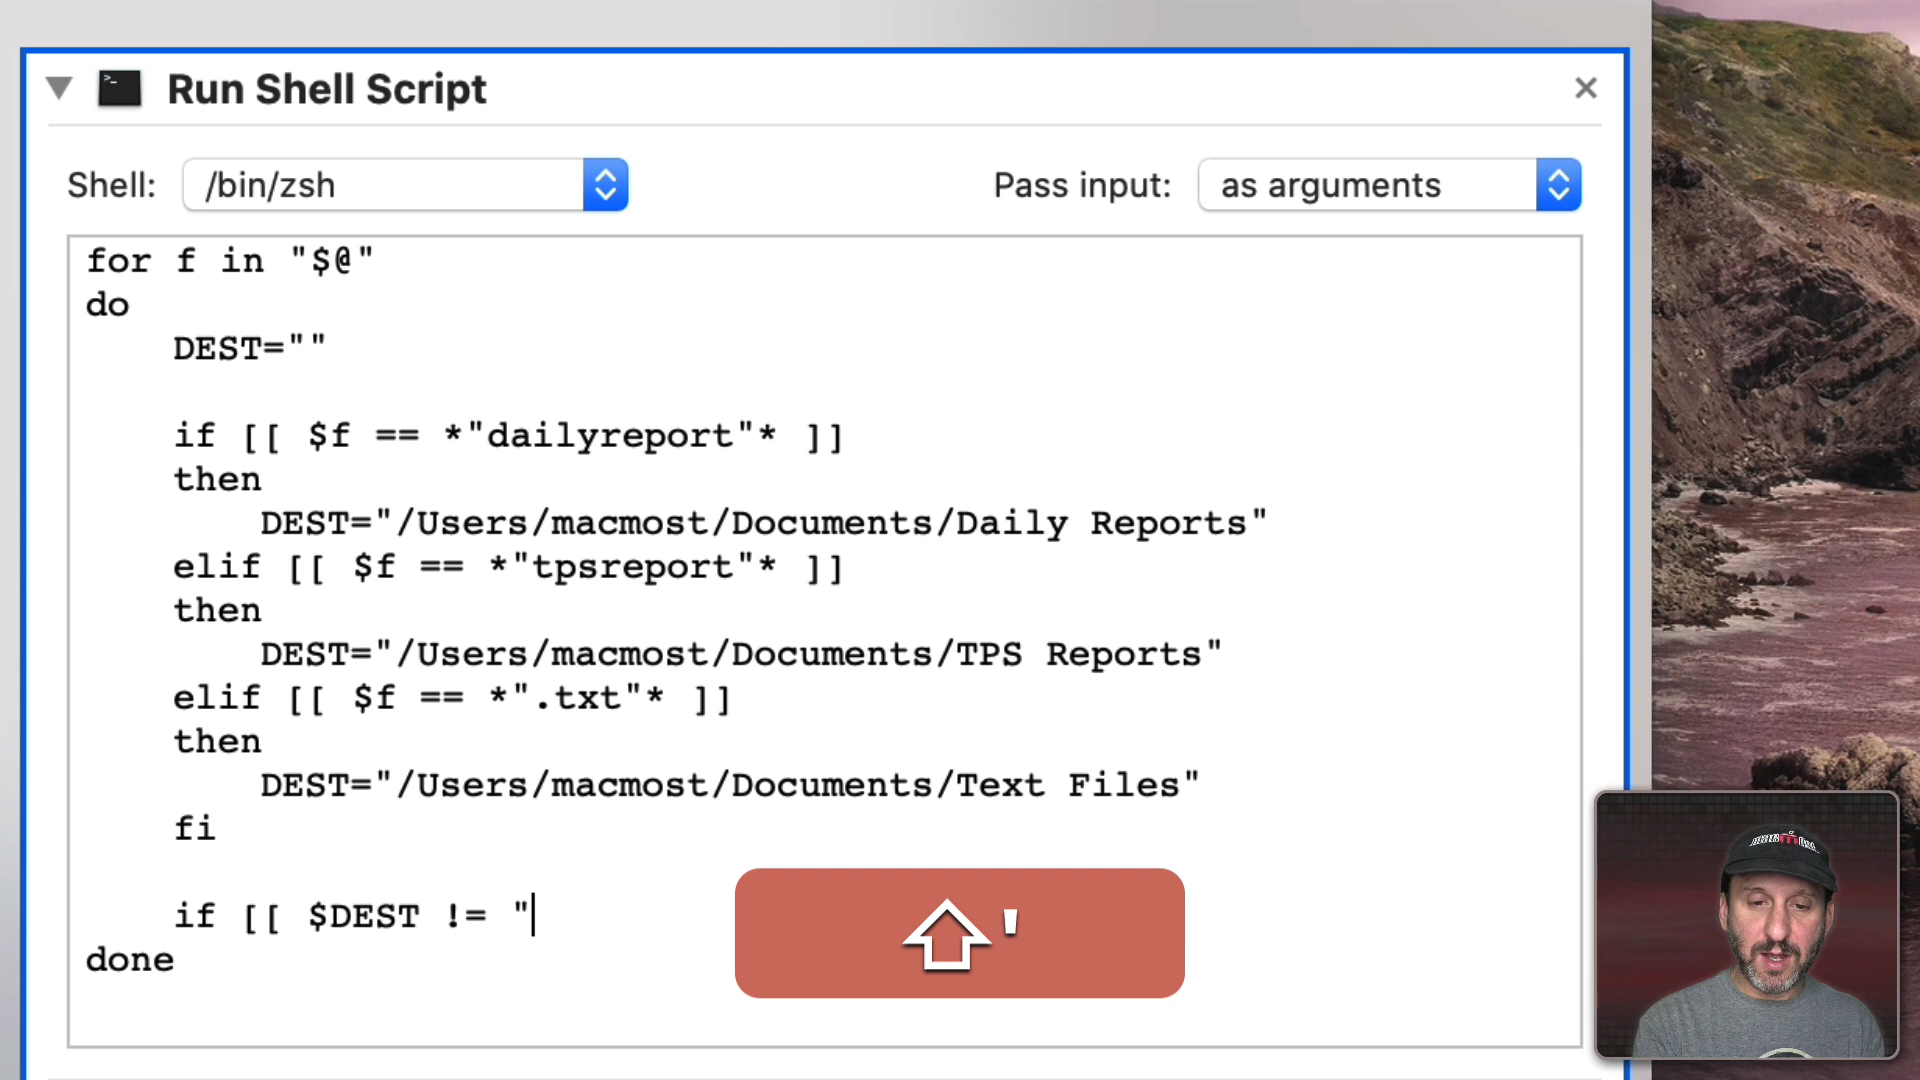 Run Shell Script
Shell: /bin/zsh Pass input: as arguments
for f in "$@"
do
DEST=""
if [[ $f == *"dailyreport"* ]]
then
DEST="/Users/macmost/Documents/Daily Reports"
elif [[ $f == *"tpsreport"* ]]
then
DEST="/Users/macmost/Documents/TPS Reports"
elif [[ $f == *".txt"* ]]
then
DEST="/Users/macmost/Documents/Text Files"
fi
if [[ $DEST != "
⇧'
done